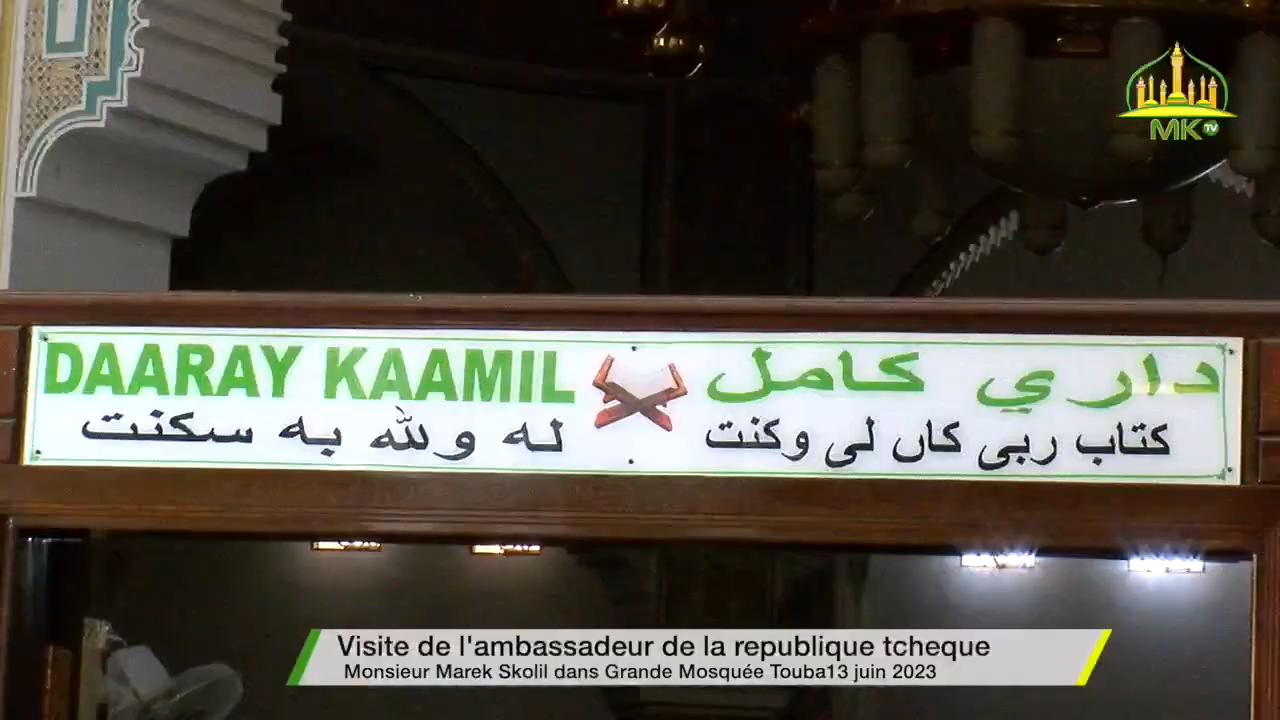 MK TV
DAARAY KAAMIL
داري كامل
كتاب ربى كاں لى وكنت
له ولله به سكنت
Visite de l'ambassadeur de la republique tcheque
Monsieur Marek Skolil dans Grande Mosquée Touba13 juin 2023